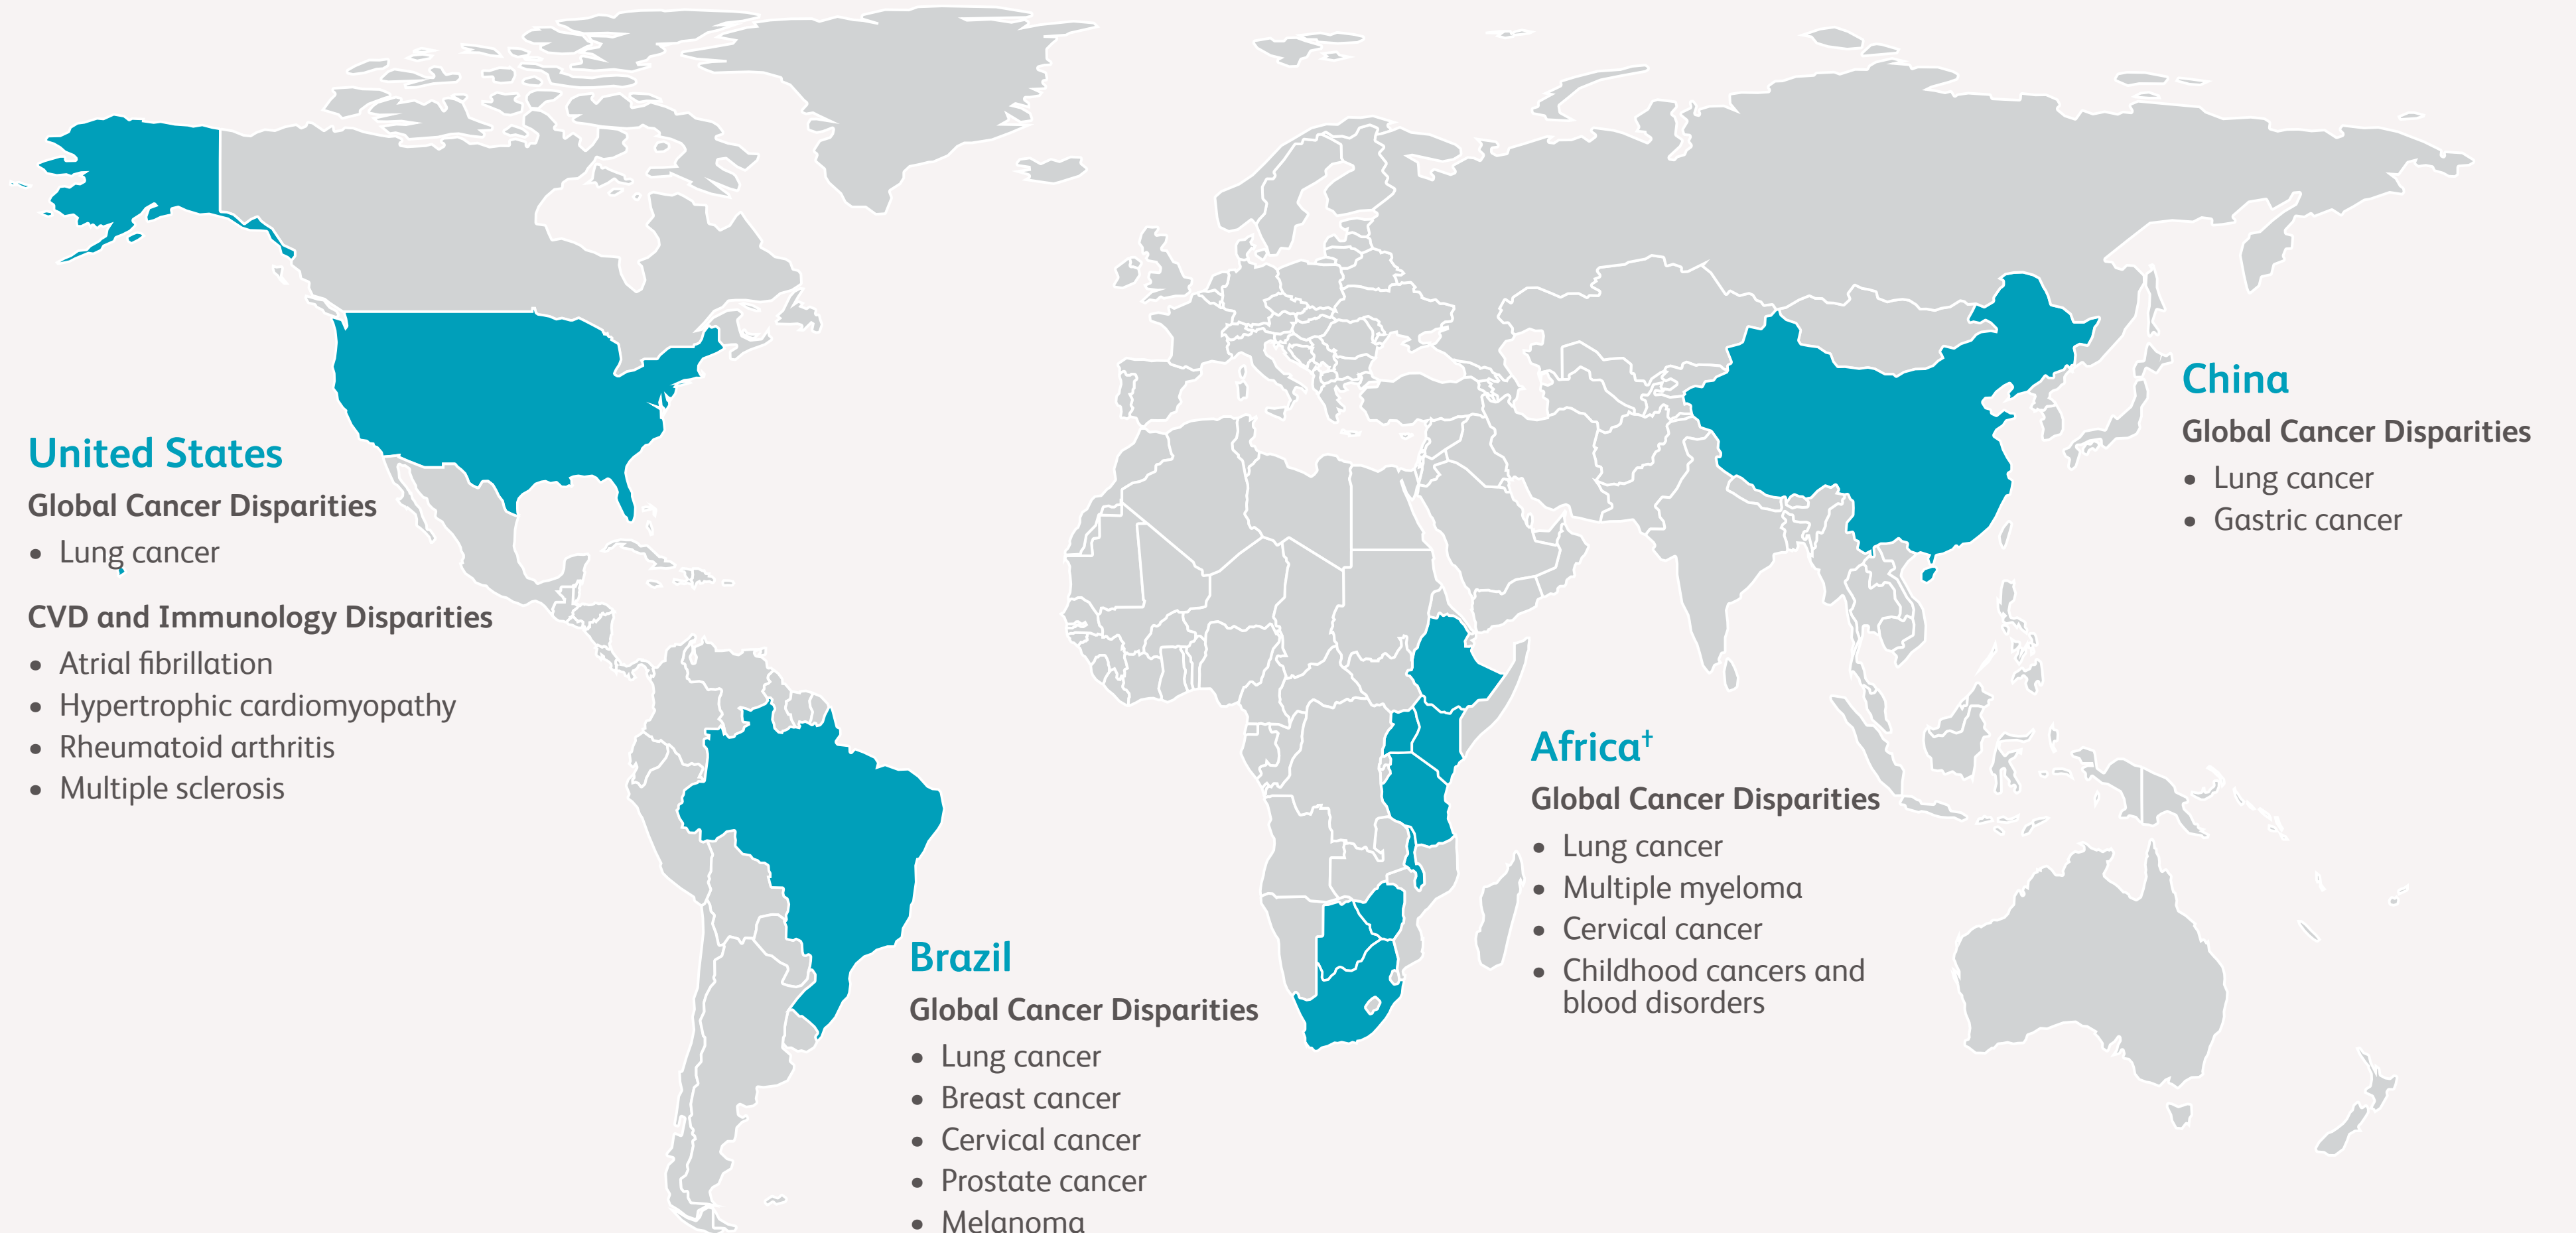 United States
Global Cancer Disparities
• Lung cancer
CVD and Immunology Disparities
• Atrial fibrillation
• Hypertrophic cardiomyopathy
• Rheumatoid arthritis
• Multiple sclerosis
Brazil
Global Cancer Disparities
• Lung cancer
• Breast cancer
• Cervical cancer
• Prostate cancer
• Melanoma
Africa†
Global Cancer Disparities
• Lung cancer
• Multiple myeloma
• Cervical cancer
• Childhood cancers and
blood disorders
China
Global Cancer Disparities
• Lung cancer
• Gastric cancer